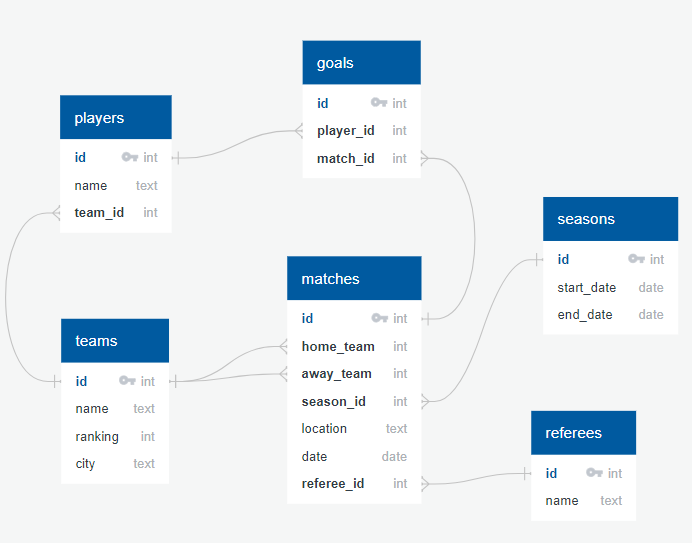 goals
id int
player_id int
match_id int
players
id int
name text
team_id int
seasons
id int
start_date date
end_date date
matches
id int
home_team int
away_team int
season_id int
location text
date date
referee_id int
teams
id int
name text
ranking int
city text
referees
id int
name text